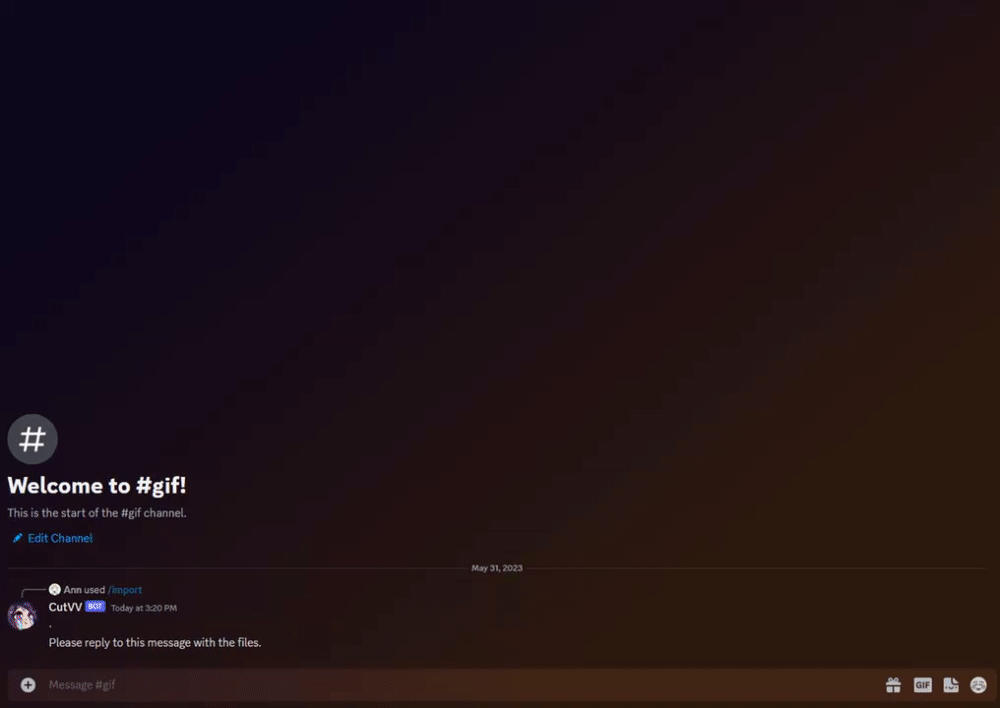 Welcome to #gif!
This is the start of the #gif channel.
Edit Channel
May 31, 2023
Ann used /import
CutVV BOT Today at 3:20 PM
.
Please reply to this message with the files.
Message #gif
GIF